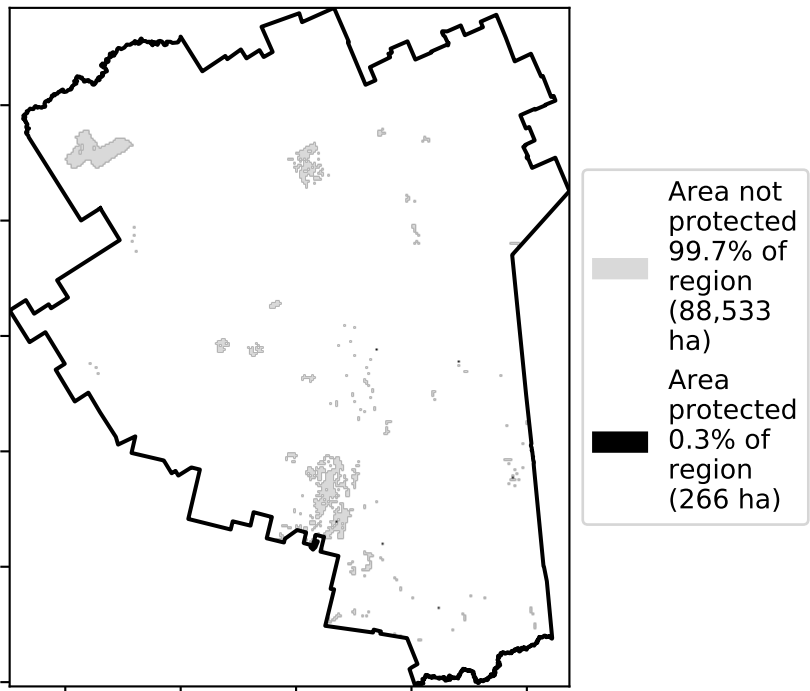 Area not
protected
99.7% of
region
(88,533
ha)
Area
protected
0.3% of
region
(266 ha)